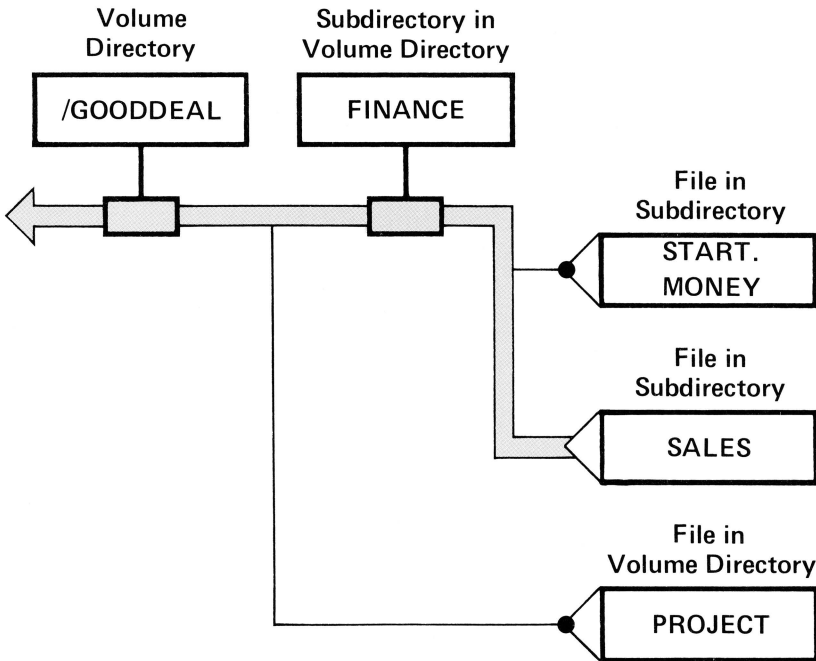 Volume
Directory
/GOODDEAL
Subdirectory in
Volume Directory
FINANCE
File in
Subdirectory
START.
MONEY
File in
Subdirectory
SALES
File in
Volume Directory
PROJECT